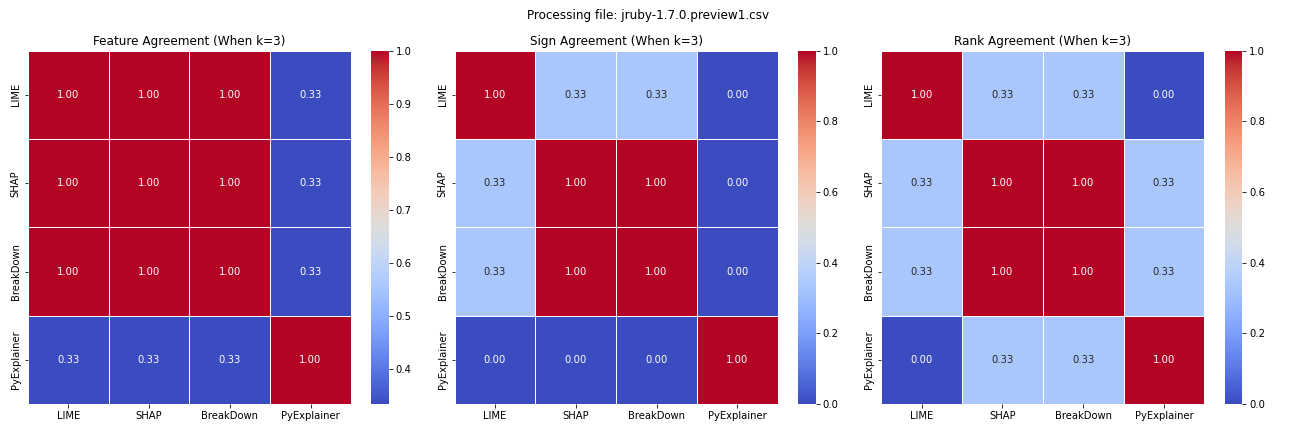 Processing file: jruby-1.7.0.preview1.csv
Feature Agreement (When k=3)
LIME
SHAP
BreakDown
PyExplainer
1.00 1.00 1.00 0.33
1.00 1.00 1.00 0.33
1.00 1.00 1.00 0.33
0.33 0.33 0.33 1.00
LIME SHAP BreakDown PyExplainer
1.0
0.9
0.8
0.7
0.6
0.5
0.4
Sign Agreement (When k=3)
LIME
SHAP
BreakDown
PyExplainer
1.00 0.33 0.33 0.00
0.33 1.00 1.00 0.00
0.33 1.00 1.00 0.00
0.00 0.00 0.00 1.00
LIME SHAP BreakDown PyExplainer
1.0
0.8
0.6
0.4
0.2
0.0
Rank Agreement (When k=3)
LIME
SHAP
BreakDown
PyExplainer
1.00 0.33 0.33 0.00
0.33 1.00 1.00 0.33
0.33 1.00 1.00 0.33
0.00 0.33 0.33 1.00
LIME SHAP BreakDown PyExplainer
1.0
0.8
0.6
0.4
0.2
0.0